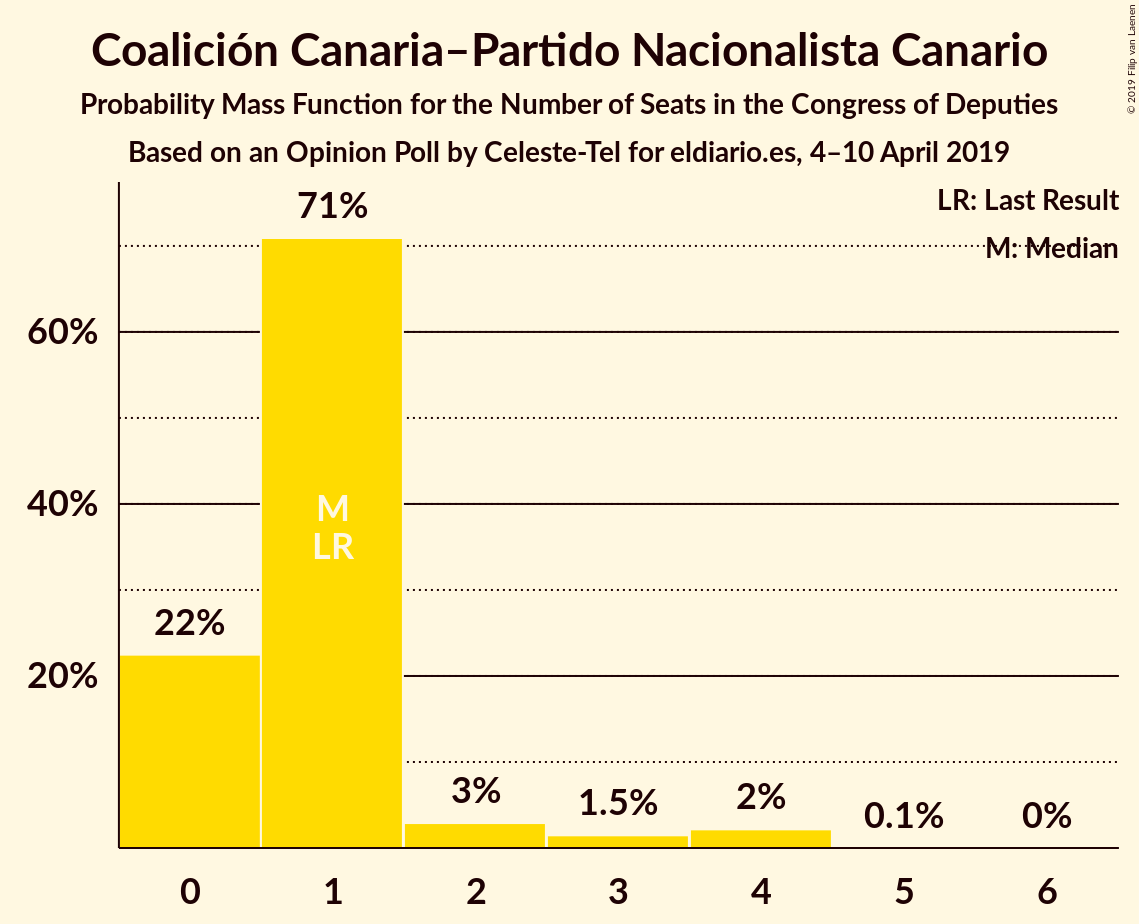 Coalición Canaria–Partido Nacionalista Canario
Probability Mass Function for the Number of Seats in the Congress of Deputies
Based on an Opinion Poll by Celeste-Tel for eldiario.es, 4–10 April 2019
© 2019 Filip van Laenen
LR: Last Result
M: Median
71%
60%
40%
M
LR
22%
20%
3%
1.5%
2%
0.1%
0%
0 1 2 3 4 5 6